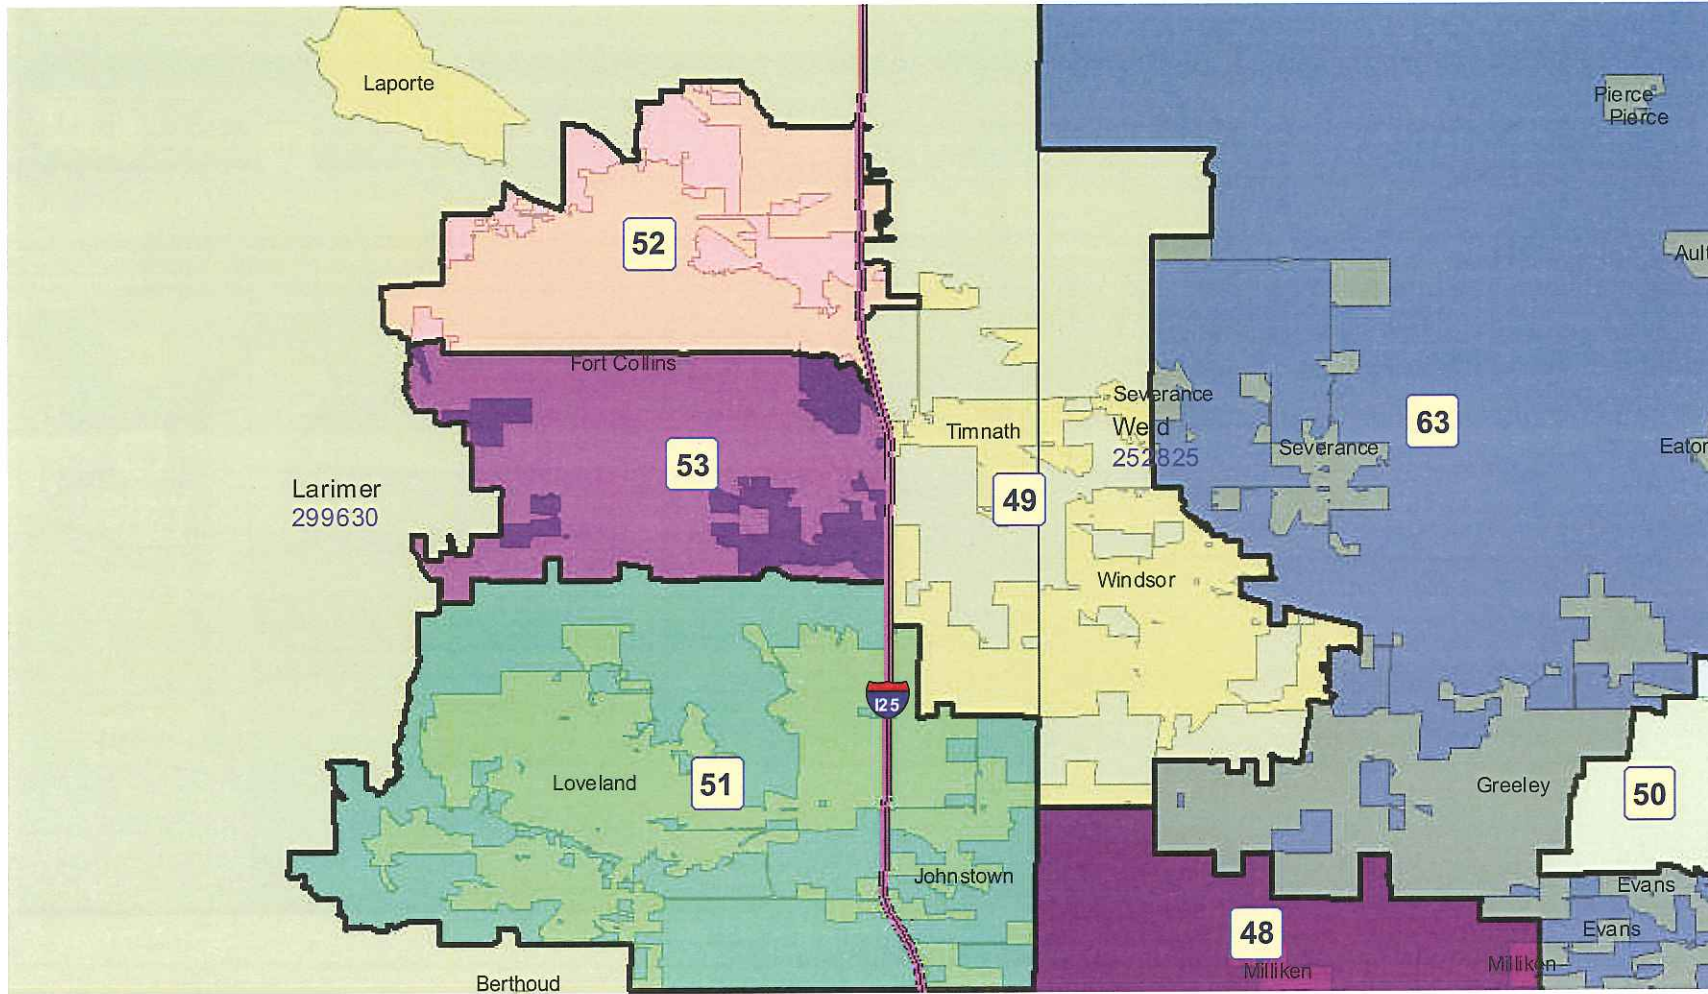 Laporte
Pierce
Pierce
52
Ault
Fort Collins
Severance
Timnath
Weld
252825
63
Severance
Eaton
53
Larimer
299630
49
Windsor
I25
Loveland
51
Greeley
50
Johnstown
Evans
48
Evans
Milliken
Milliken
Berthoud